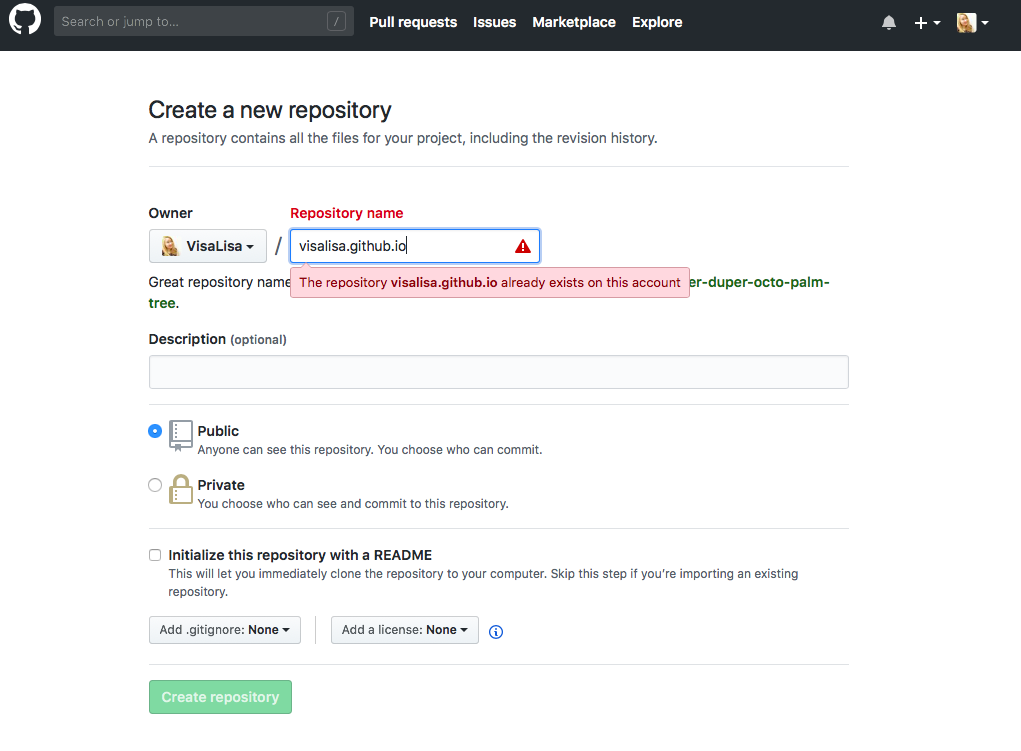 Search or jump to... /
Pull requests Issues Marketplace Explore
Create a new repository
A repository contains all the files for your project, including the revision history.
Owner Repository name
VisaLisa / visalisa.github.io
The repository visalisa.github.io already exists on this account
Great repository name er-duper-octo-palm-
tree.
Description (optional)
Public
Anyone can see this repository. You choose who can commit.
Private
You choose who can see and commit to this repository.
Initialize this repository with a README
This will let you immediately clone the repository to your computer. Skip this step if you're importing an existing
repository.
Add .gitignore: None Add a license: None
Create repository